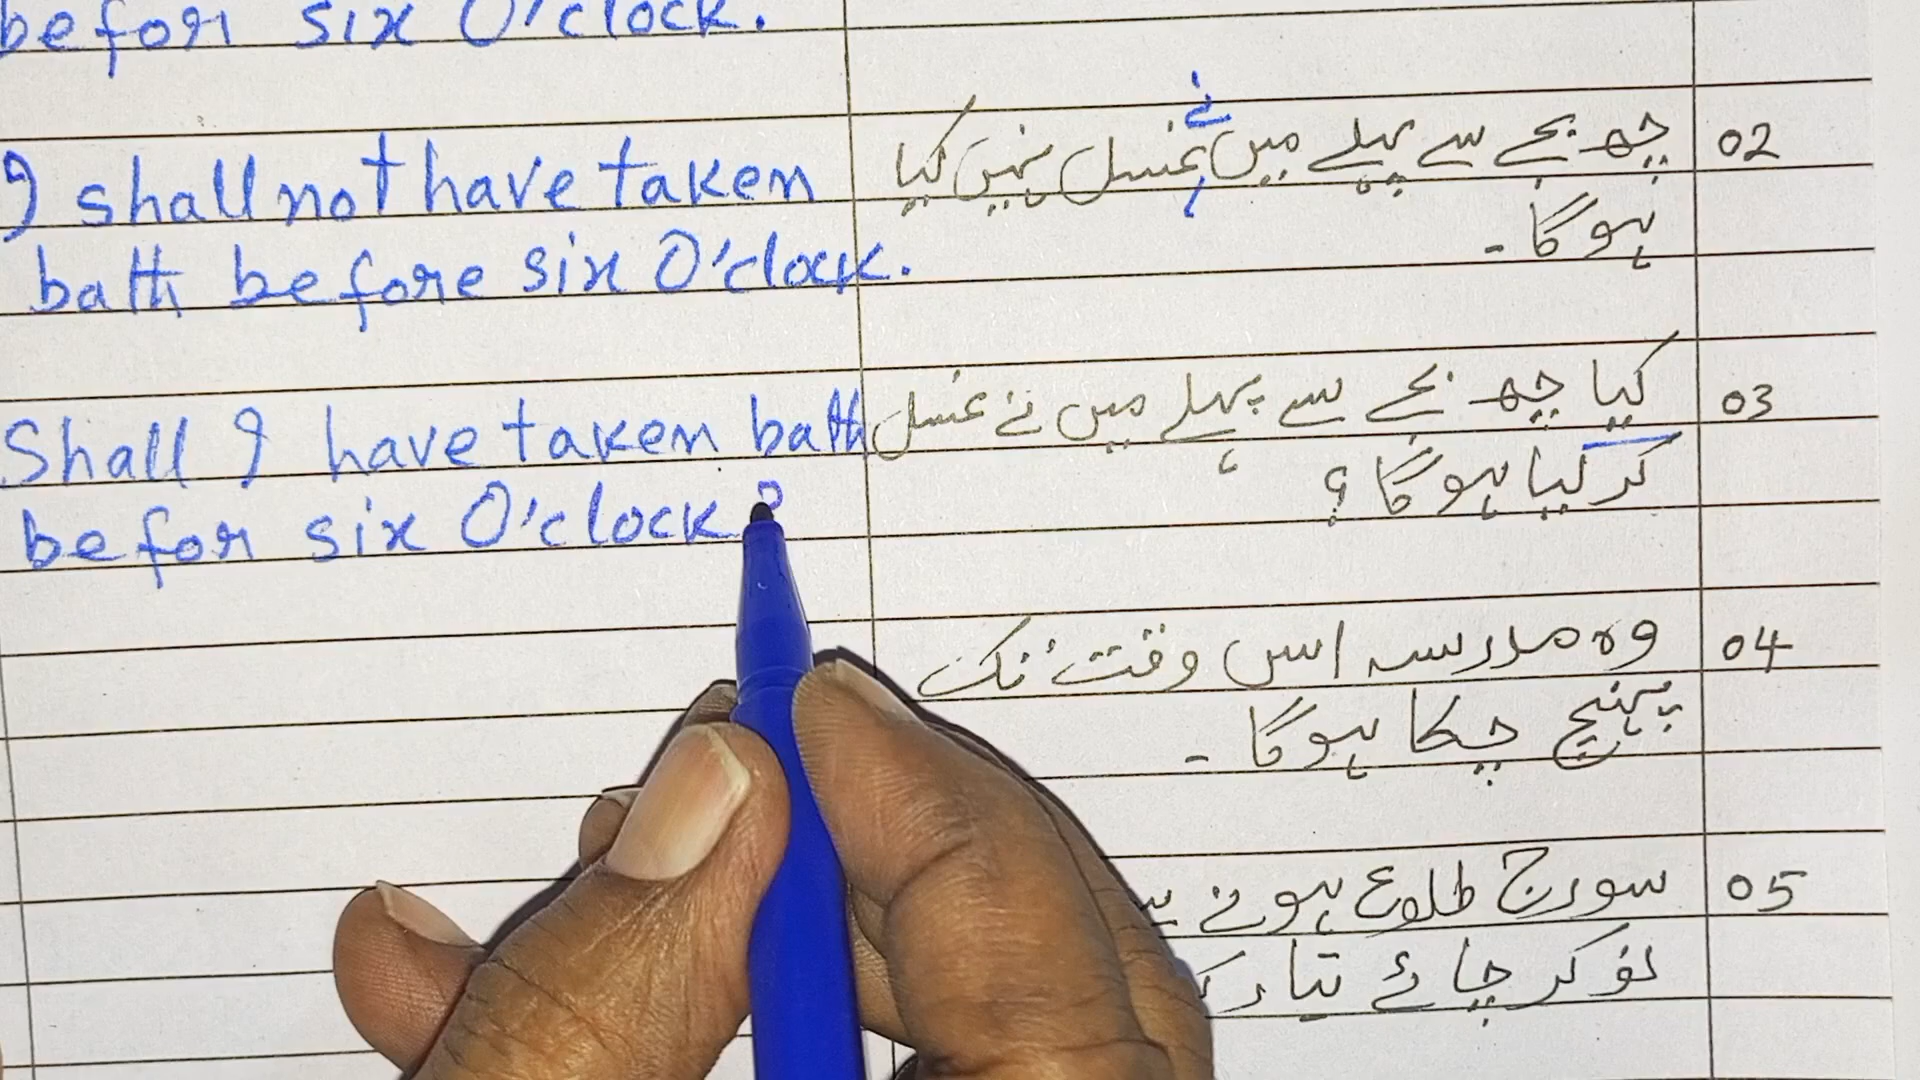 befor six O'clock.
02 چھ بجے سے پہلے میں نے غسل نہیں کیا
ہوگا۔
I shall not have taken
bath before six O'clock.
03 کیا چھ بجے سے پہلے میں نے غسل
کر کیا ہوگا؟
Shall I have taken bath
befor six O'clock?
04 وہ مدرسہ اس وقت تک
پہنچ چکا ہوگا۔
05 سورج طلوع ہونے
نوکر چائے تیار